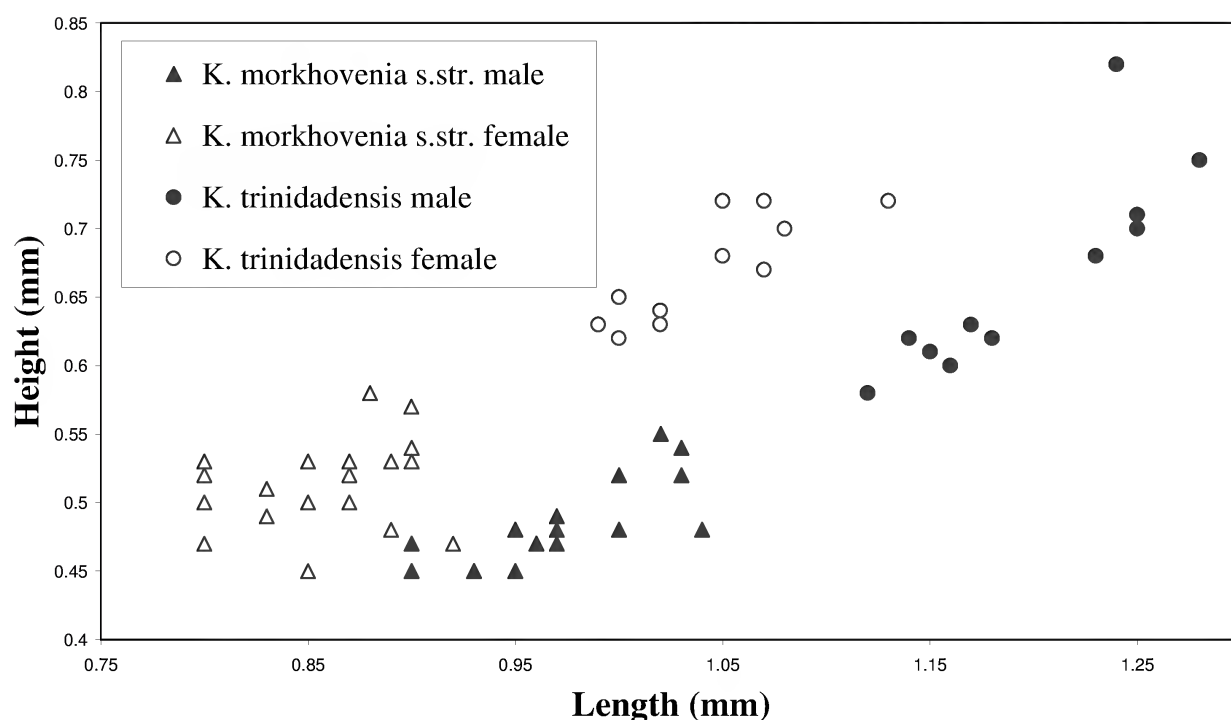 0.85
0.8
0.75
0.7
0.65
0.6
0.55
0.5
0.45
0.4
Height (mm)
K. morkhovenia s.str. male
K. morkhovenia s.str. female
K. trinidadensis male
K. trinidadensis female
0.75 0.85 0.95 1.05 1.15 1.25
Length (mm)